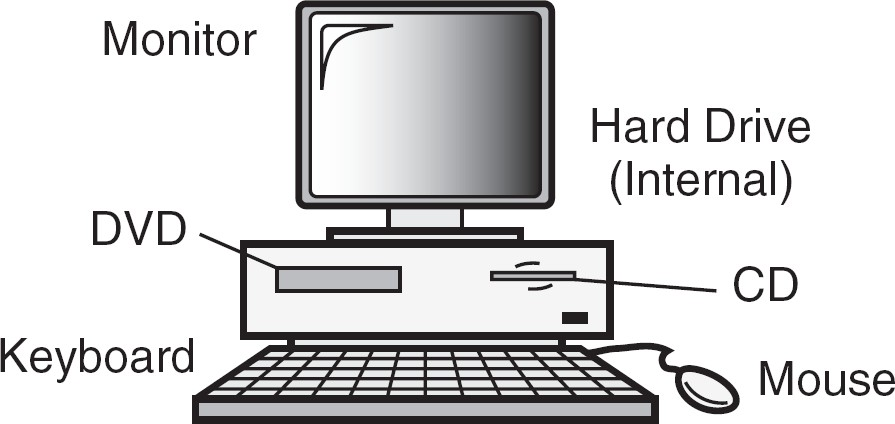 Monitor
Hard Drive
(Internal)
DVD
CD
Keyboard
Mouse